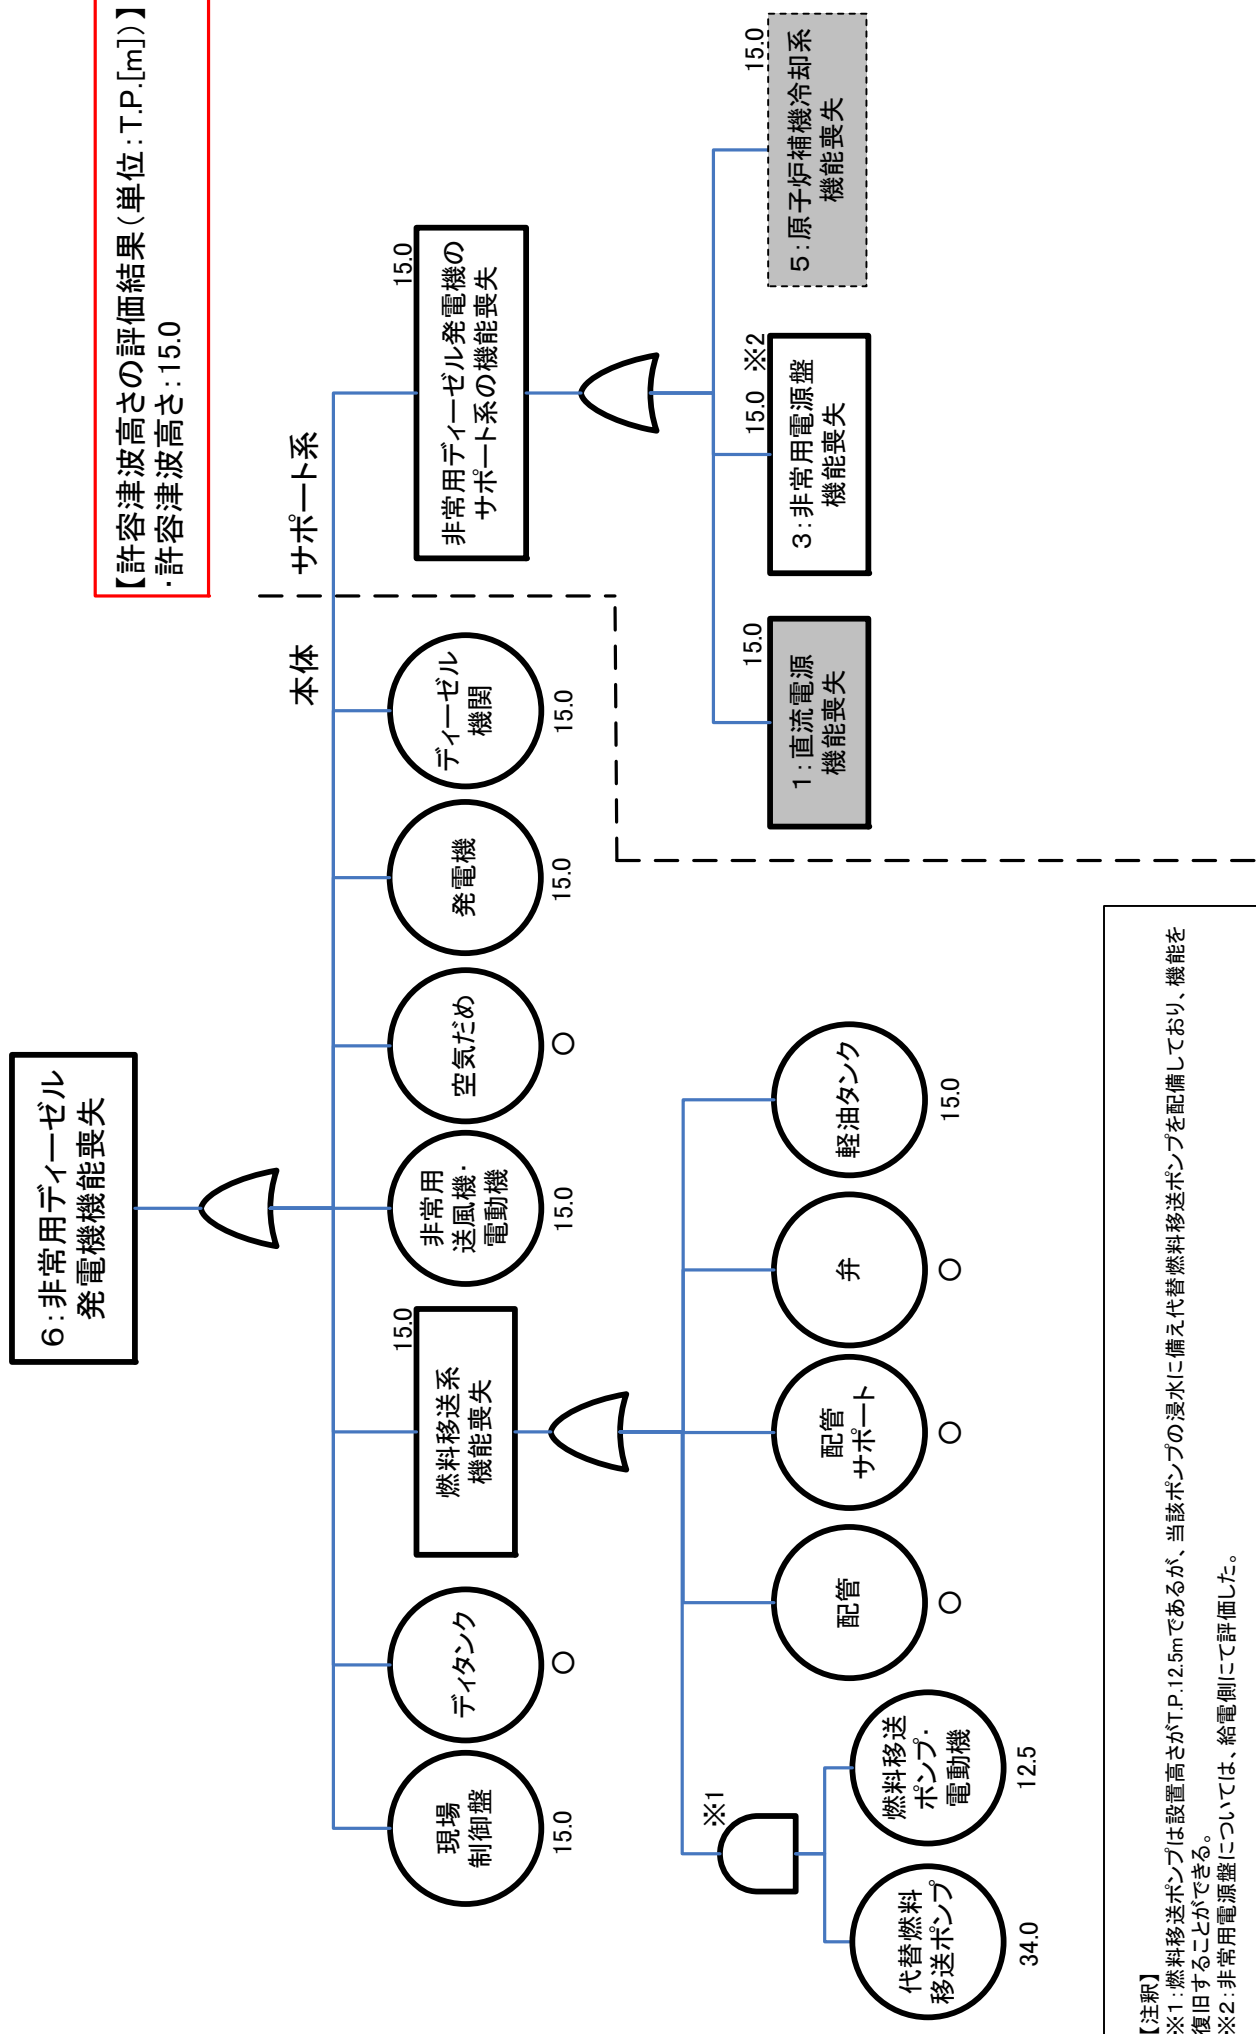 【許容津波高さの評価結果(単位:T.P.[m])】
・許容津波高さ:15.0
6:非常用ディーゼル
発電機機能喪失
本体
サポート系
現場
制御盤
15.0
ディタンク
○
15.0
燃料移送系
機能喪失
非常用
送風機・
電動機
15.0
空気だめ
○
発電機
15.0
ディーゼル
機関
15.0
15.0
非常用ディーゼル発電機の
サポート系の機能喪失
※1
代替燃料
移送ポンプ
34.0
燃料移送
ポンプ・
電動機
12.5
配管
○
配管
サポート
○
弁
○
軽油タンク
15.0
15.0
1:直流電源
機能喪失
15.0 ※2
3:非常用電源盤
機能喪失
15.0
5:原子炉補機冷却系
機能喪失
【注釈】
※1:燃料移送ポンプは設置高さがT.P.12.5mであるが、当該ポンプの浸水に備え代替燃料移送ポンプを配備しており、機能を
復旧することができる。
※2:非常用電源盤については、給電側にて評価した。